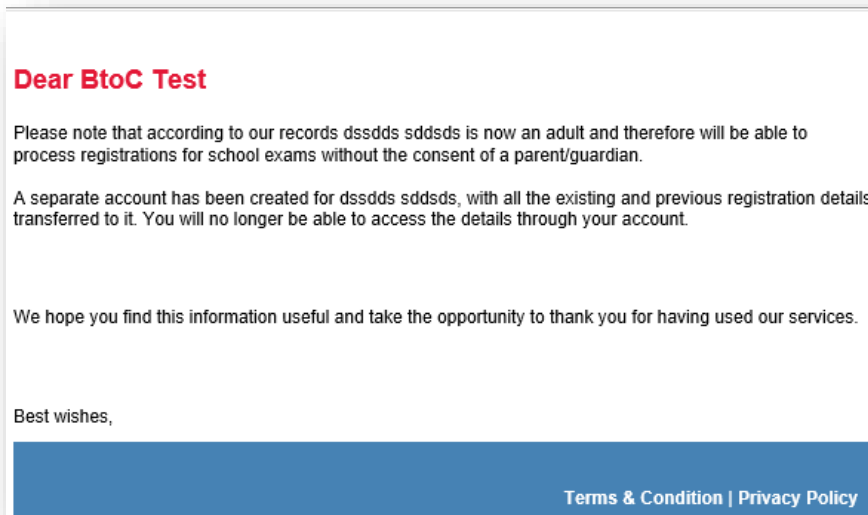 Dear BtoC Test
Please note that according to our records dssdds sddsds is now an adult and therefore will be able to
process registrations for school exams without the consent of a parent/guardian.
A separate account has been created for dssdds sddsds, with all the existing and previous registration details
transferred to it. You will no longer be able to access the details through your account.
We hope you find this information useful and take the opportunity to thank you for having used our services.
Best wishes,
Terms & Condition | Privacy Policy